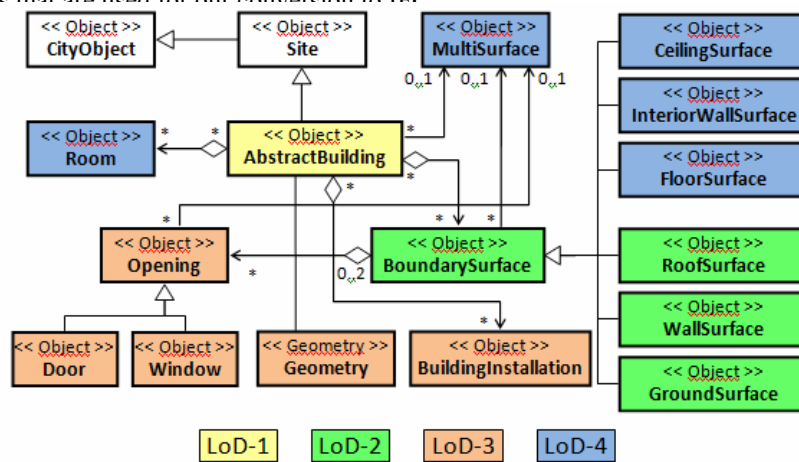 << Object >>
CityObject
<< Object >>
Site
<< Object >>
MultiSurface
<< Object >>
CeilingSurface
0..1
0..1
0..1
<< Object >>
InteriorWallSurface
<< Object >>
Room
*
*
<< Object >>
AbstractBuilding
*
*
*
<< Object >>
FloorSurface
*
*
*
<< Object >>
Opening
*
0..2
<< Object >>
BoundarySurface
<< Object >>
RoofSurface
<< Object >>
WallSurface
*
<< Object >>
Door
<< Object >>
Window
<< Geometry >>
Geometry
<< Object >>
BuildingInstallation
<< Object >>
GroundSurface
LoD-1
LoD-2
LoD-3
LoD-4